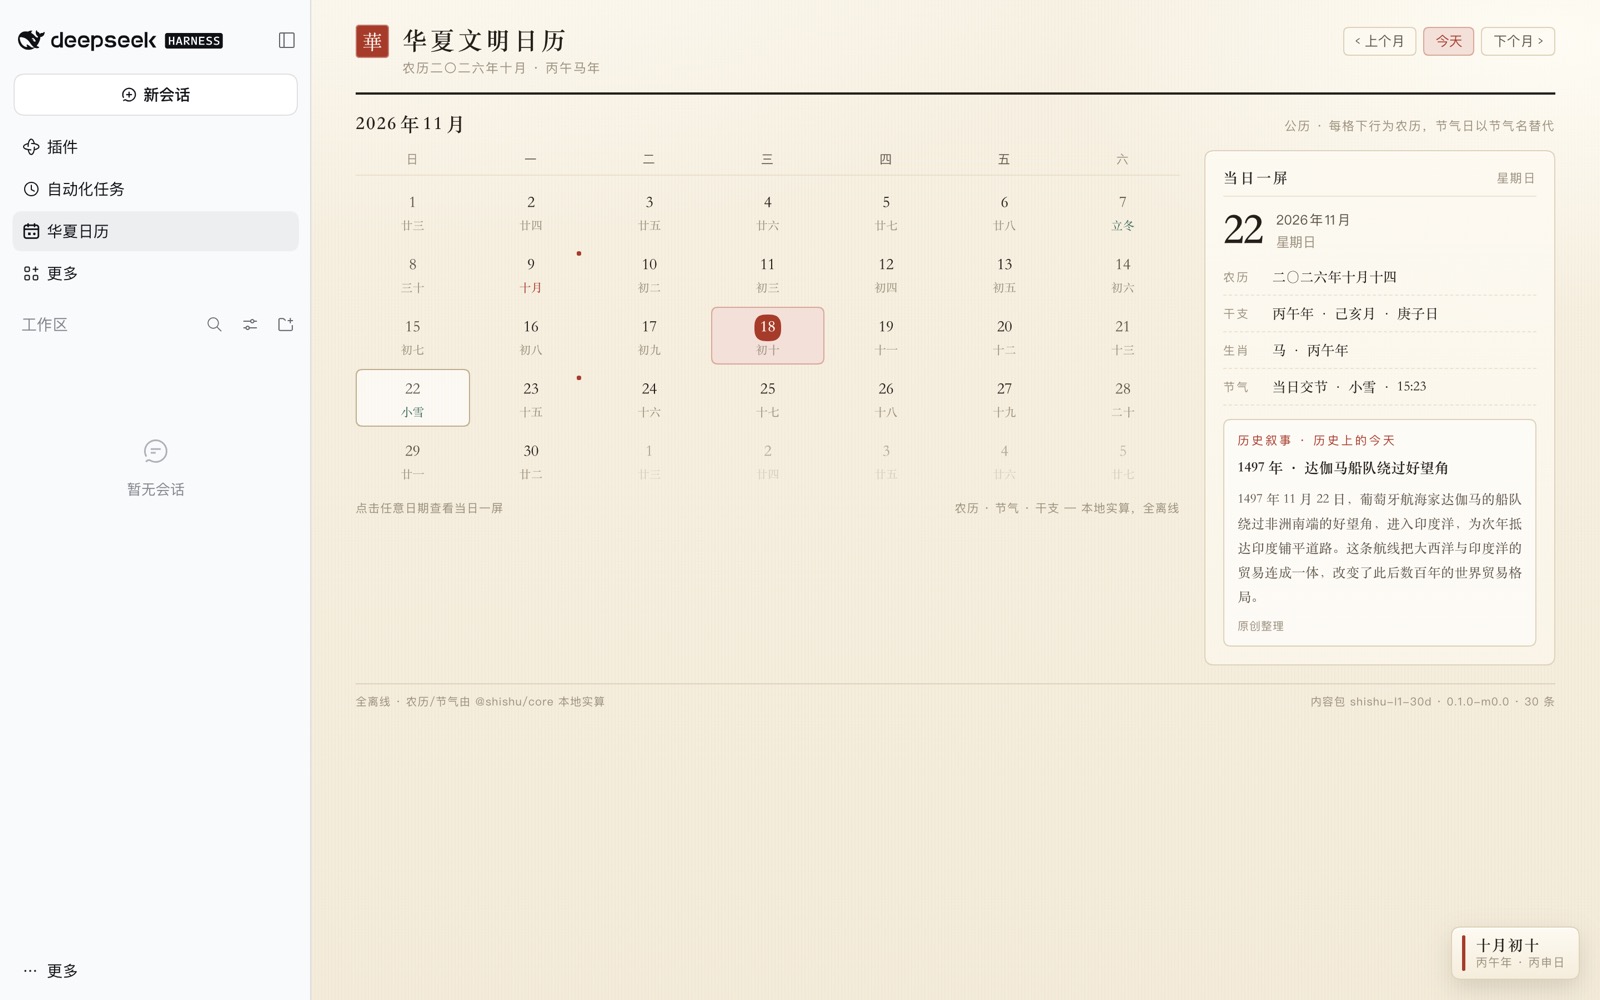 deepseek HARNESS
新会话
插件
自动化任务
华夏日历
更多
工作区
暂无会话
更多
華
华夏文明日历
农历二〇二六年十月 · 丙午马年
‹ 上个月
今天
下个月 ›
2026 年 11 月
公历 · 每格下行为农历，节气日以节气名替代
日 一 二 三 四 五 六
1 2 3 4 5 6 7
廿三 廿四 廿五 廿六 廿七 廿八 立冬
8 9 10 11 12 13 14
三十 十月 初二 初三 初四 初五 初六
15 16 17 18 19 20 21
初七 初八 初九 初十 十一 十二 十三
22 23 24 25 26 27 28
小雪 十五 十六 十七 十八 十九 二十
29 30 1 2 3 4 5
廿一 廿二 廿三 廿四 廿五 廿六 廿七
点击任意日期查看当日一屏
农历 · 节气 · 干支 — 本地实算，全离线
当日一屏
星期日
22
2026 年 11 月
星期日
农历 二〇二六年十月十四
干支 丙午年 · 己亥月 · 庚子日
生肖 马 · 丙午年
节气 当日交节 · 小雪 · 15:23
历史叙事 · 历史上的今天
1497 年 · 达伽马船队绕过好望角
1497 年 11 月 22 日，葡萄牙航海家达伽马的船队
绕过非洲南端的好望角，进入印度洋，为次年抵
达印度铺平道路。这条航线把大西洋与印度洋的
贸易连成一体，改变了此后数百年的世界贸易格
局。
原创整理
全离线 · 农历/节气由 @shishu/core 本地实算
内容包 shishu-l1-30d · 0.1.0-m0.0 · 30 条
十月初十
丙午年 · 丙申日